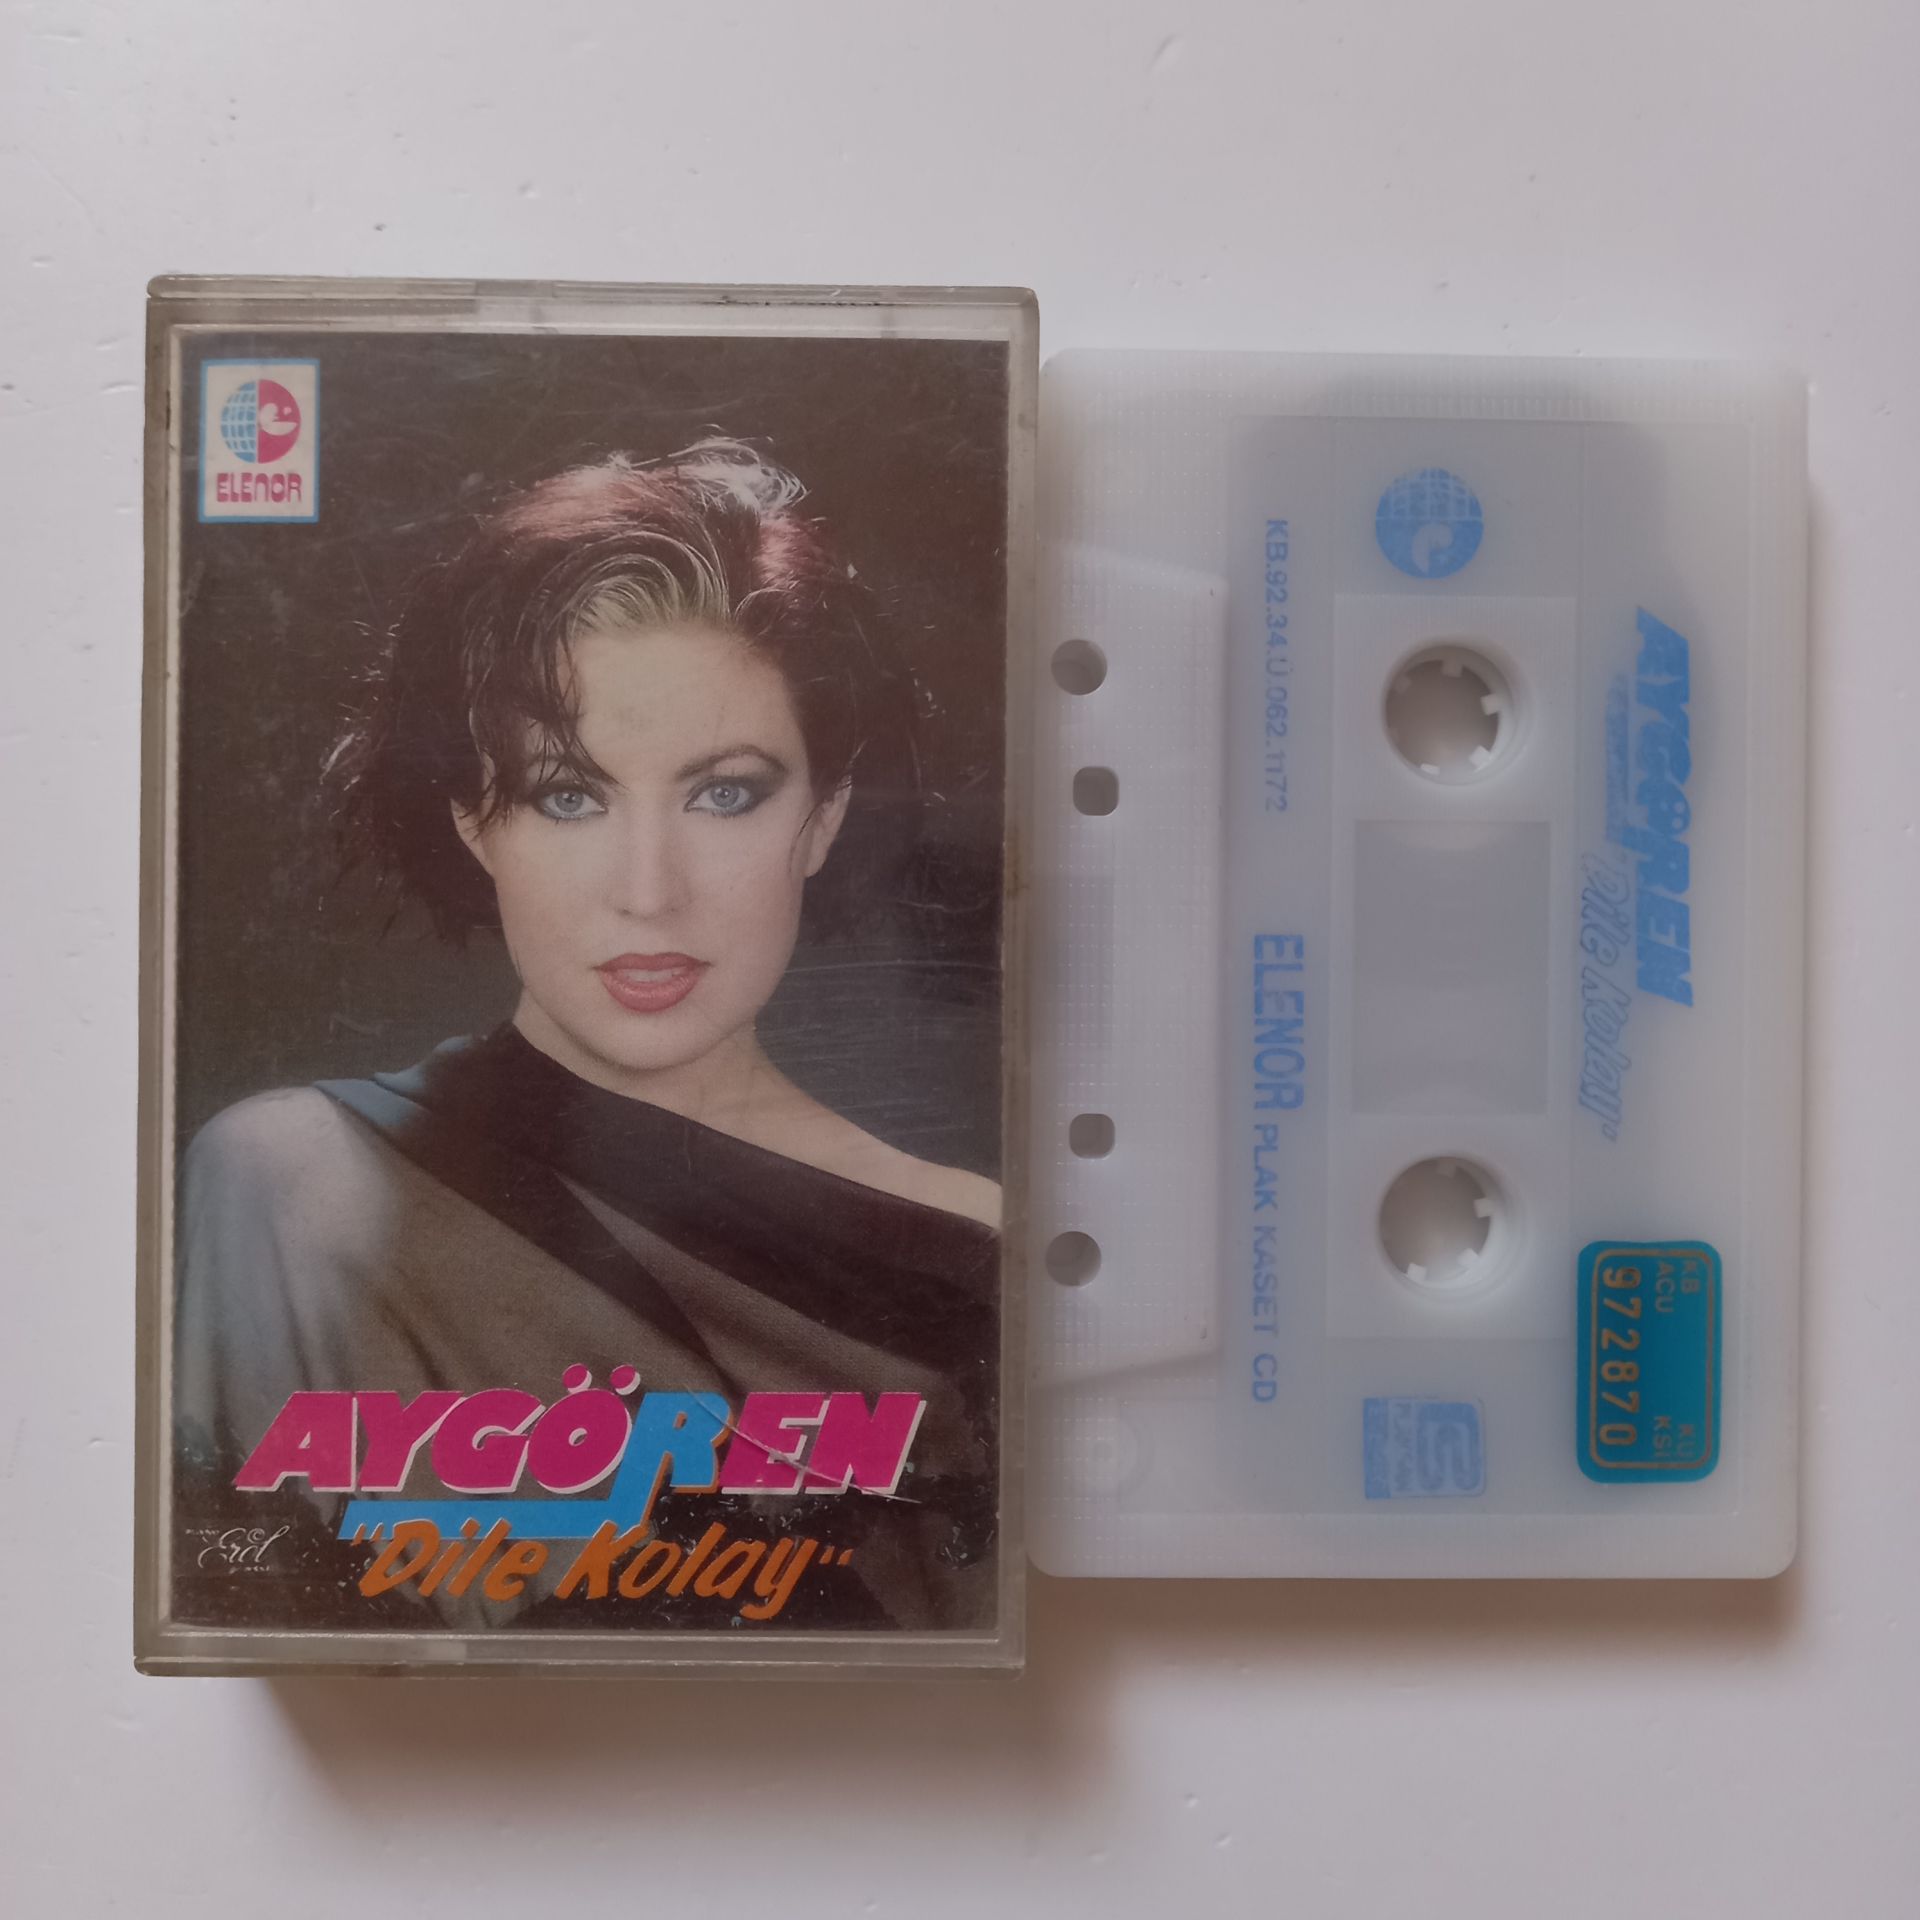 ELENOR
AYGÖREN
"Dile Kolay"
Erol
AYGÖREN
"Dile Kolay"
KB.92.34.Ü.062.1172
ELENOR PLAK KASET CD
KB
ACU
KSI
972870